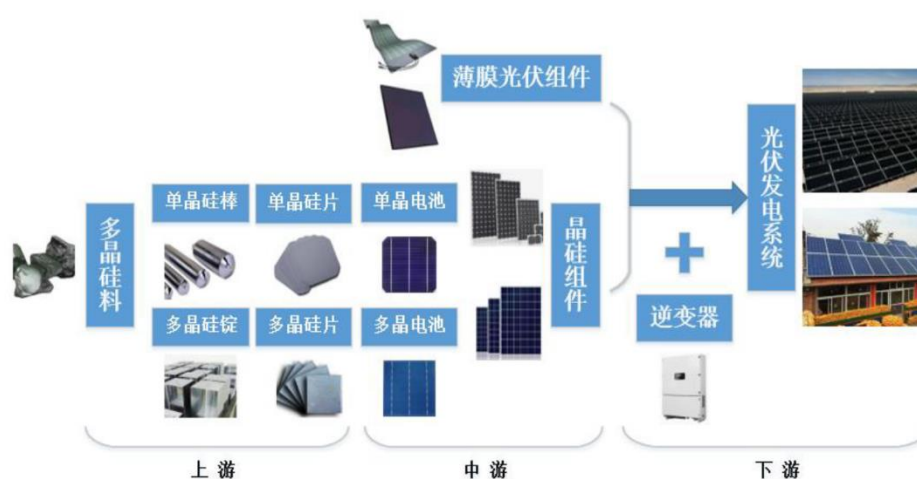 薄膜光伏组件
多晶硅料
单晶硅棒
单晶硅片
单晶电池
多晶硅锭
多晶硅片
多晶电池
晶硅组件
逆变器
光伏发电系统
上游
中游
下游